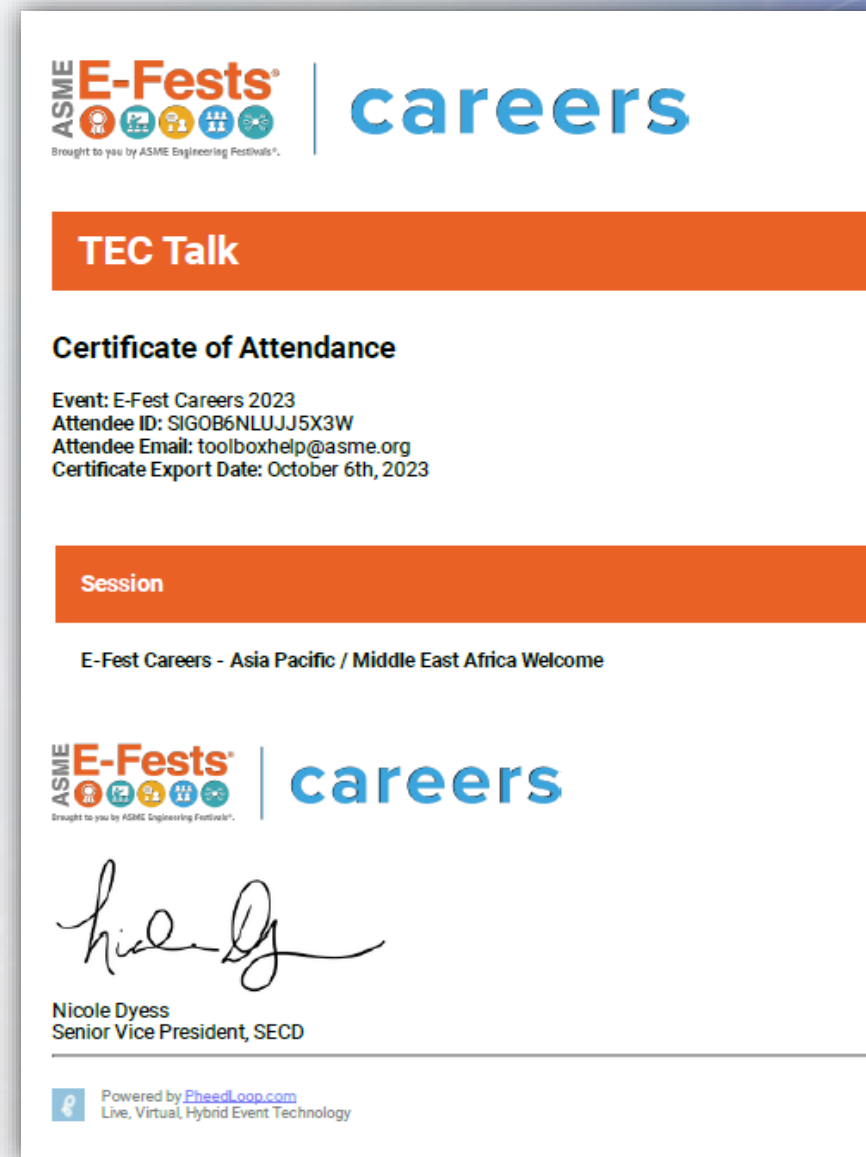 ASME E-Fests® | careers
Brought to you by ASME Engineering Festivals®.
TEC Talk
Certificate of Attendance
Event: E-Fest Careers 2023
Attendee ID: SIGOB6NLUJJ5X3W
Attendee Email: toolboxhelp@asme.org
Certificate Export Date: October 6th, 2023
Session
E-Fest Careers - Asia Pacific / Middle East Africa Welcome
ASME E-Fests® | careers
Brought to you by ASME Engineering Festivals®.
Nicole Dyess
Senior Vice President, SECD
Powered by PheedLoop.com
Live, Virtual, Hybrid Event Technology